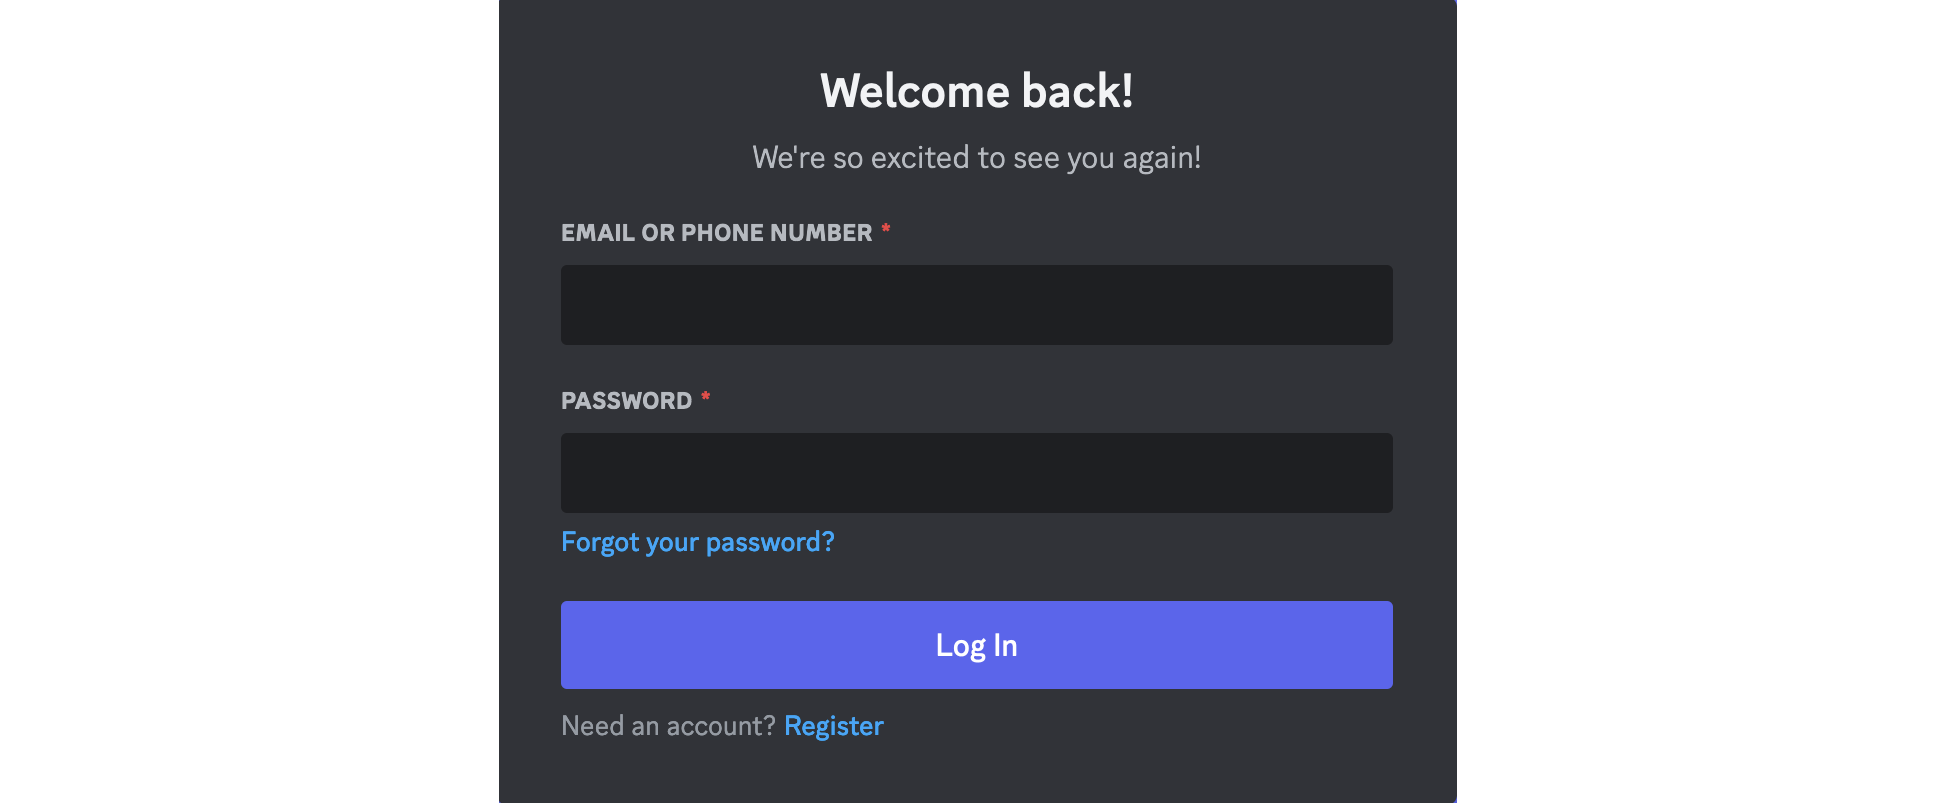 Welcome back!
We're so excited to see you again!
EMAIL OR PHONE NUMBER *
PASSWORD *
Forgot your password?
Log In
Need an account? Register